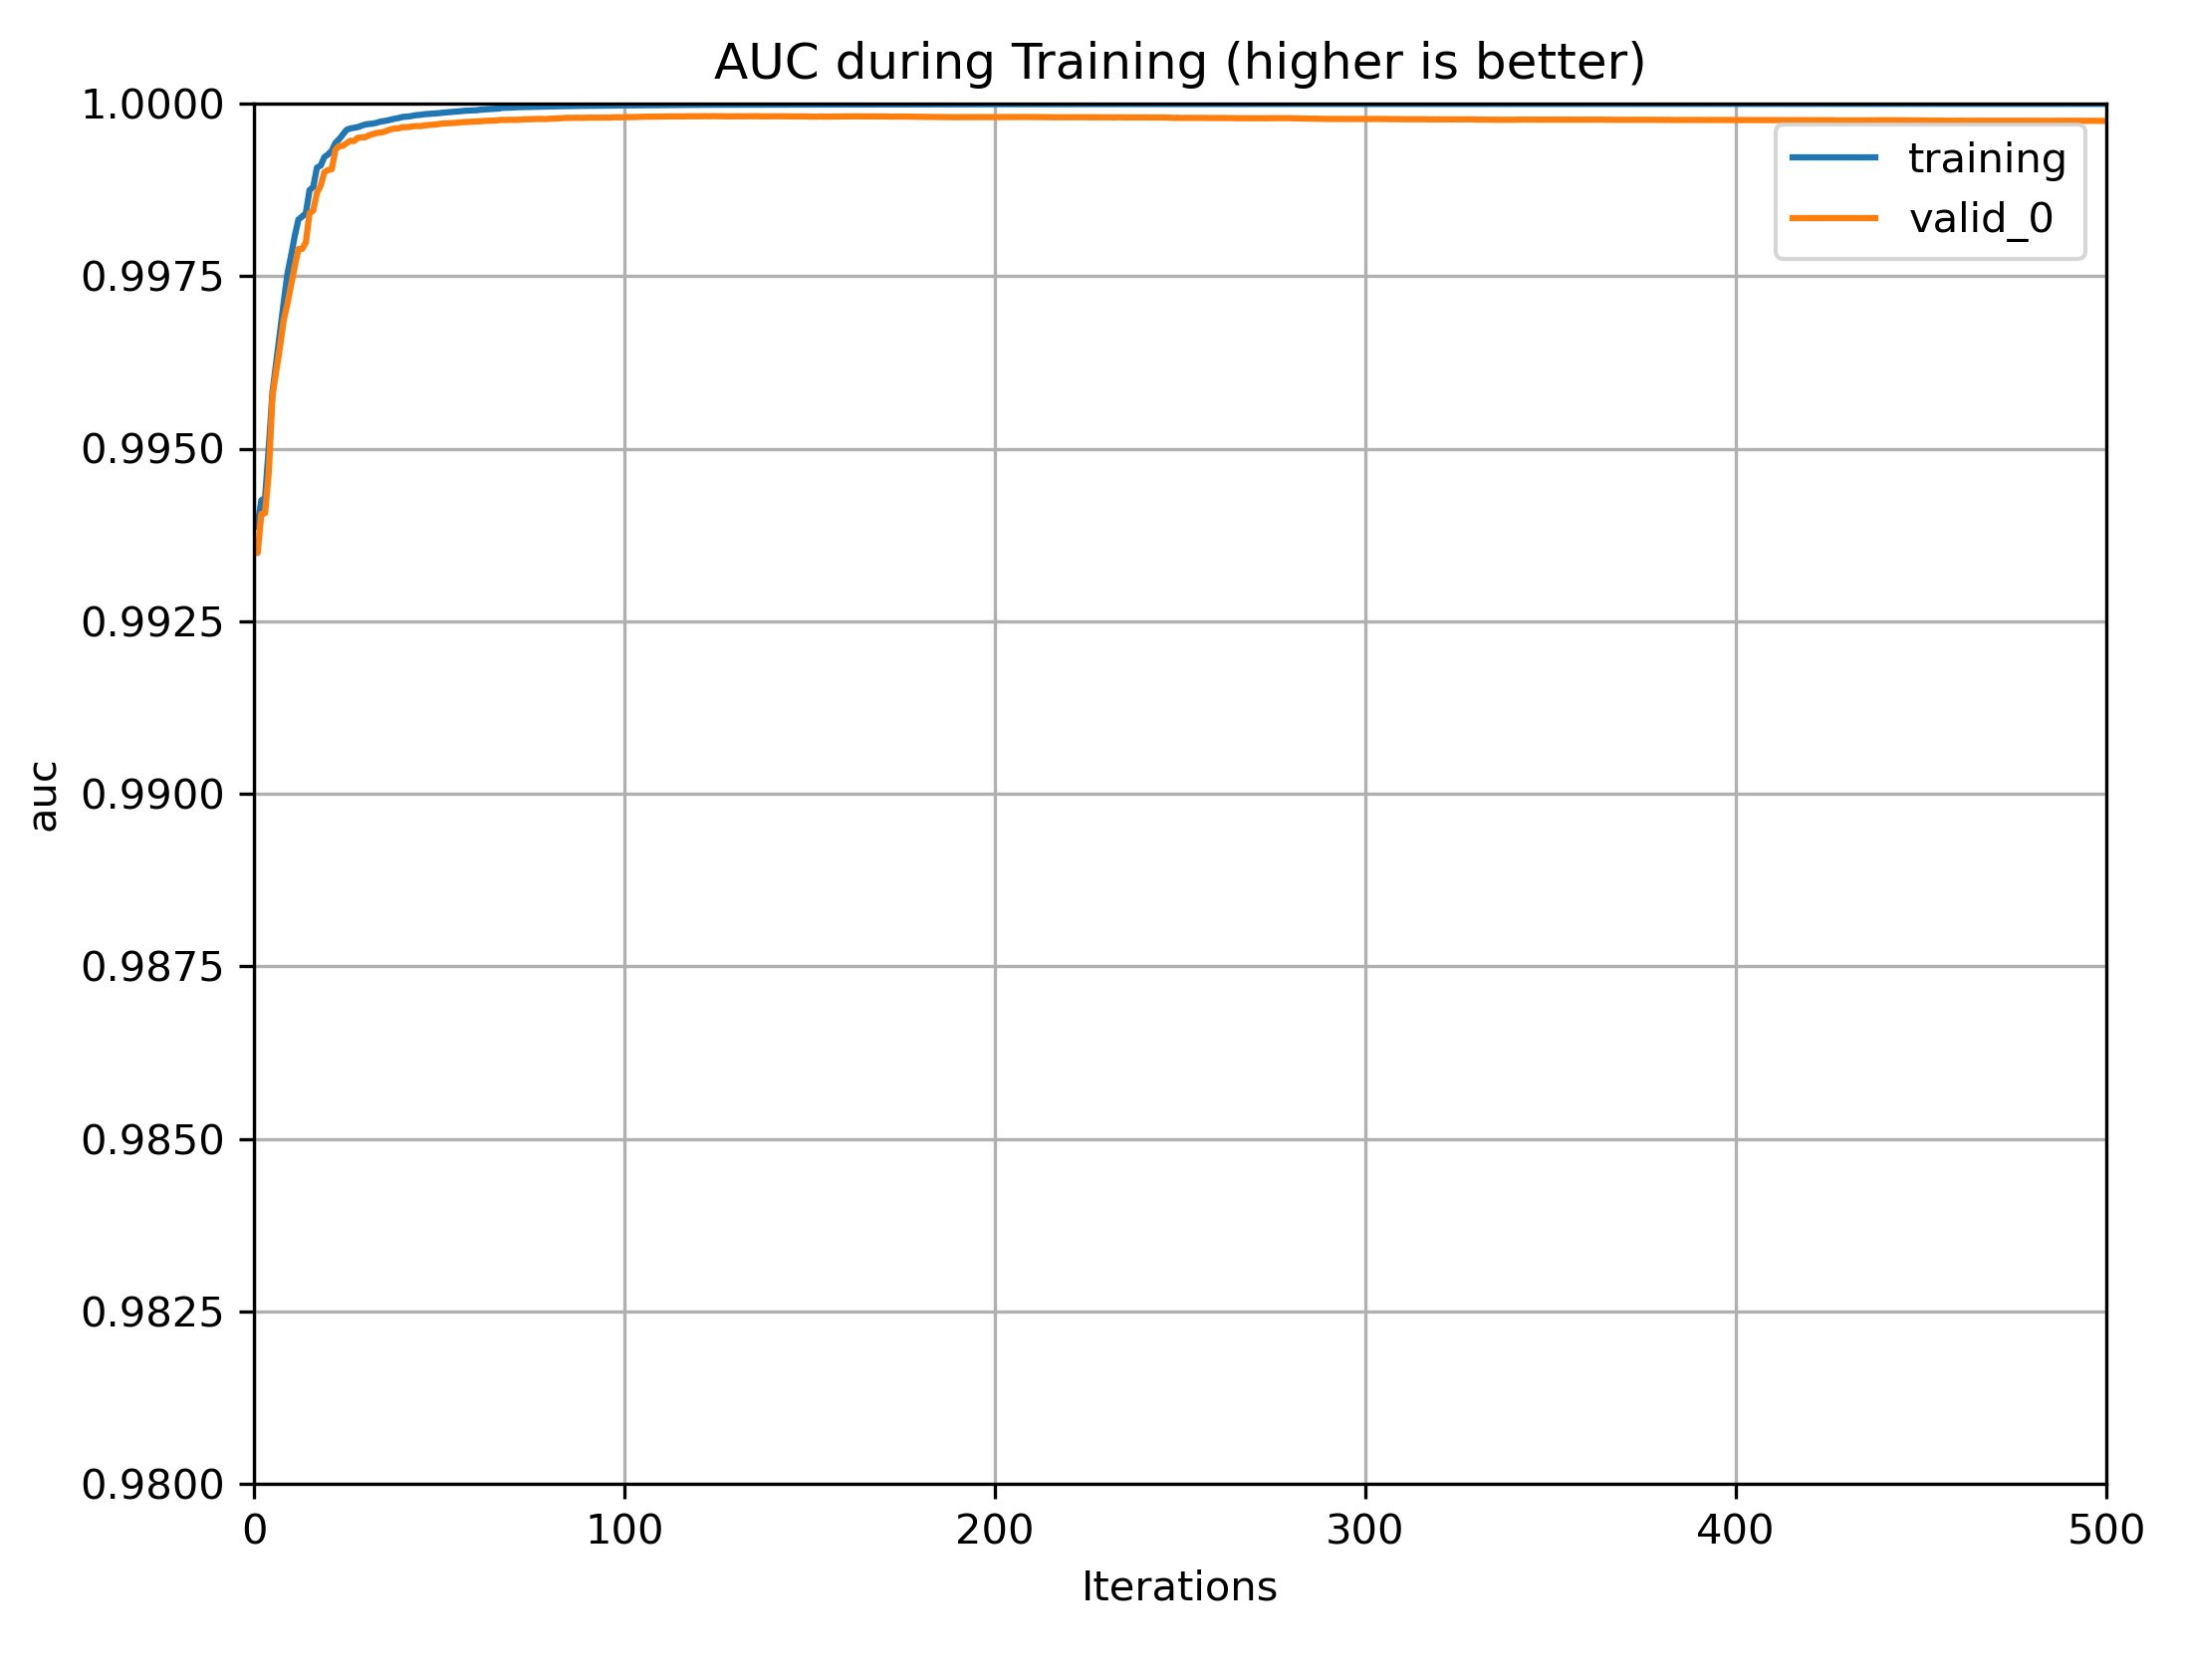 AUC during Training (higher is better)
1.0000
0.9975
0.9950
0.9925
0.9900
0.9875
0.9850
0.9825
0.9800
auc
training
valid_0
0 100 200 300 400 500
Iterations